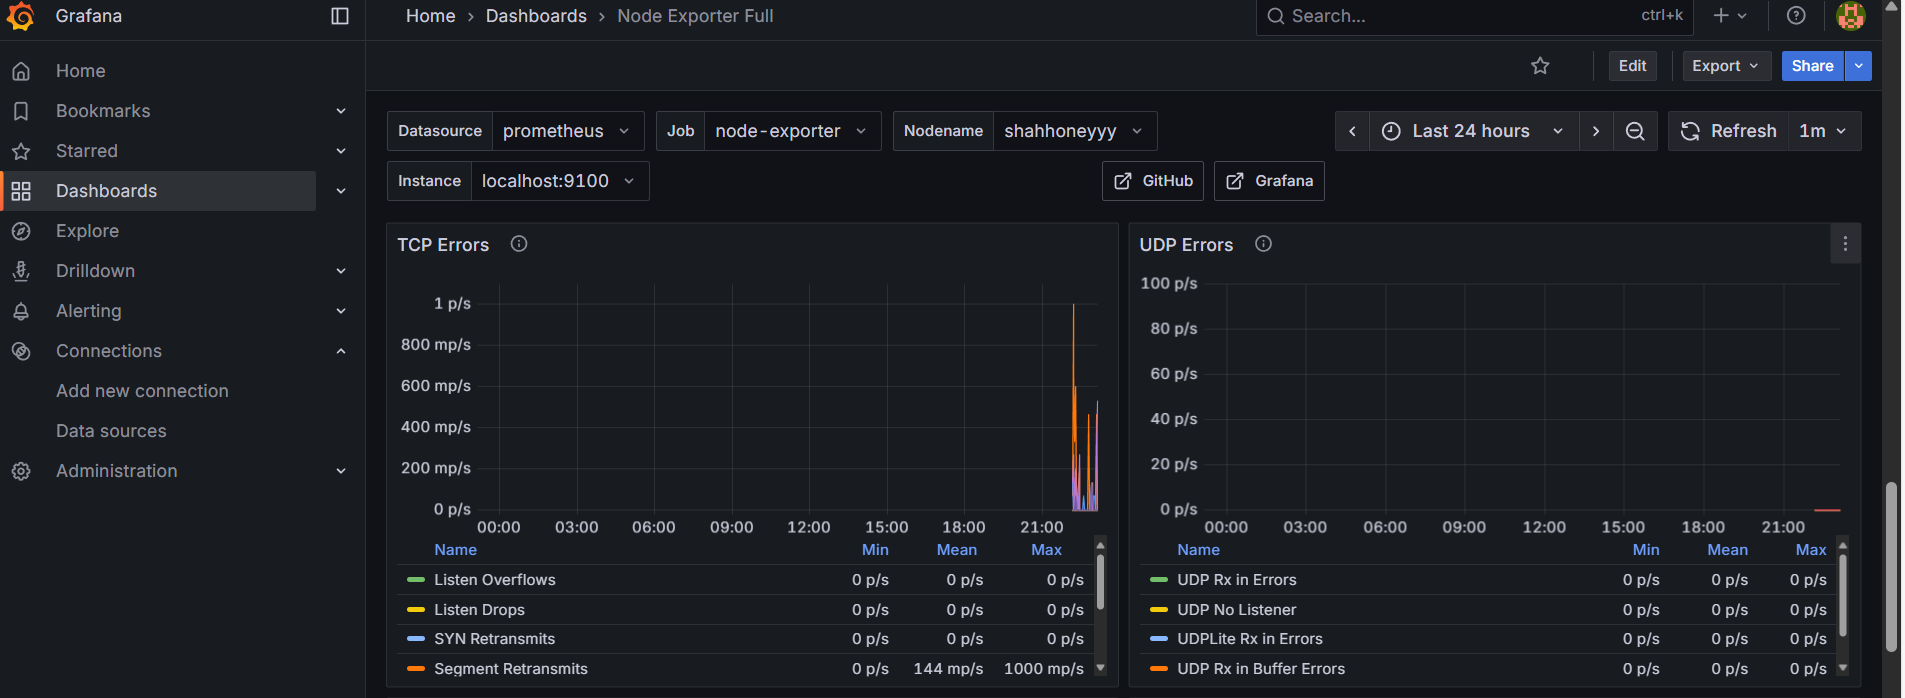 Grafana
Home › Dashboards › Node Exporter Full
Search... ctrl+k
Home
Bookmarks
Starred
Dashboards
Explore
Drilldown
Alerting
Connections
Add new connection
Data sources
Administration
Edit Export Share
Datasource prometheus Job node-exporter Nodename shahhoneyyy Last 24 hours Refresh 1m
Instance localhost:9100 GitHub Grafana
TCP Errors
1 p/s
800 mp/s
600 mp/s
400 mp/s
200 mp/s
0 p/s
00:00 03:00 06:00 09:00 12:00 15:00 18:00 21:00
Name Min Mean Max
Listen Overflows 0 p/s 0 p/s 0 p/s
Listen Drops 0 p/s 0 p/s 0 p/s
SYN Retransmits 0 p/s 0 p/s 0 p/s
Segment Retransmits 0 p/s 144 mp/s 1000 mp/s
UDP Errors
100 p/s
80 p/s
60 p/s
40 p/s
20 p/s
0 p/s
00:00 03:00 06:00 09:00 12:00 15:00 18:00 21:00
Name Min Mean Max
UDP Rx in Errors 0 p/s 0 p/s 0 p/s
UDP No Listener 0 p/s 0 p/s 0 p/s
UDPLite Rx in Errors 0 p/s 0 p/s 0 p/s
UDP Rx in Buffer Errors 0 p/s 0 p/s 0 p/s